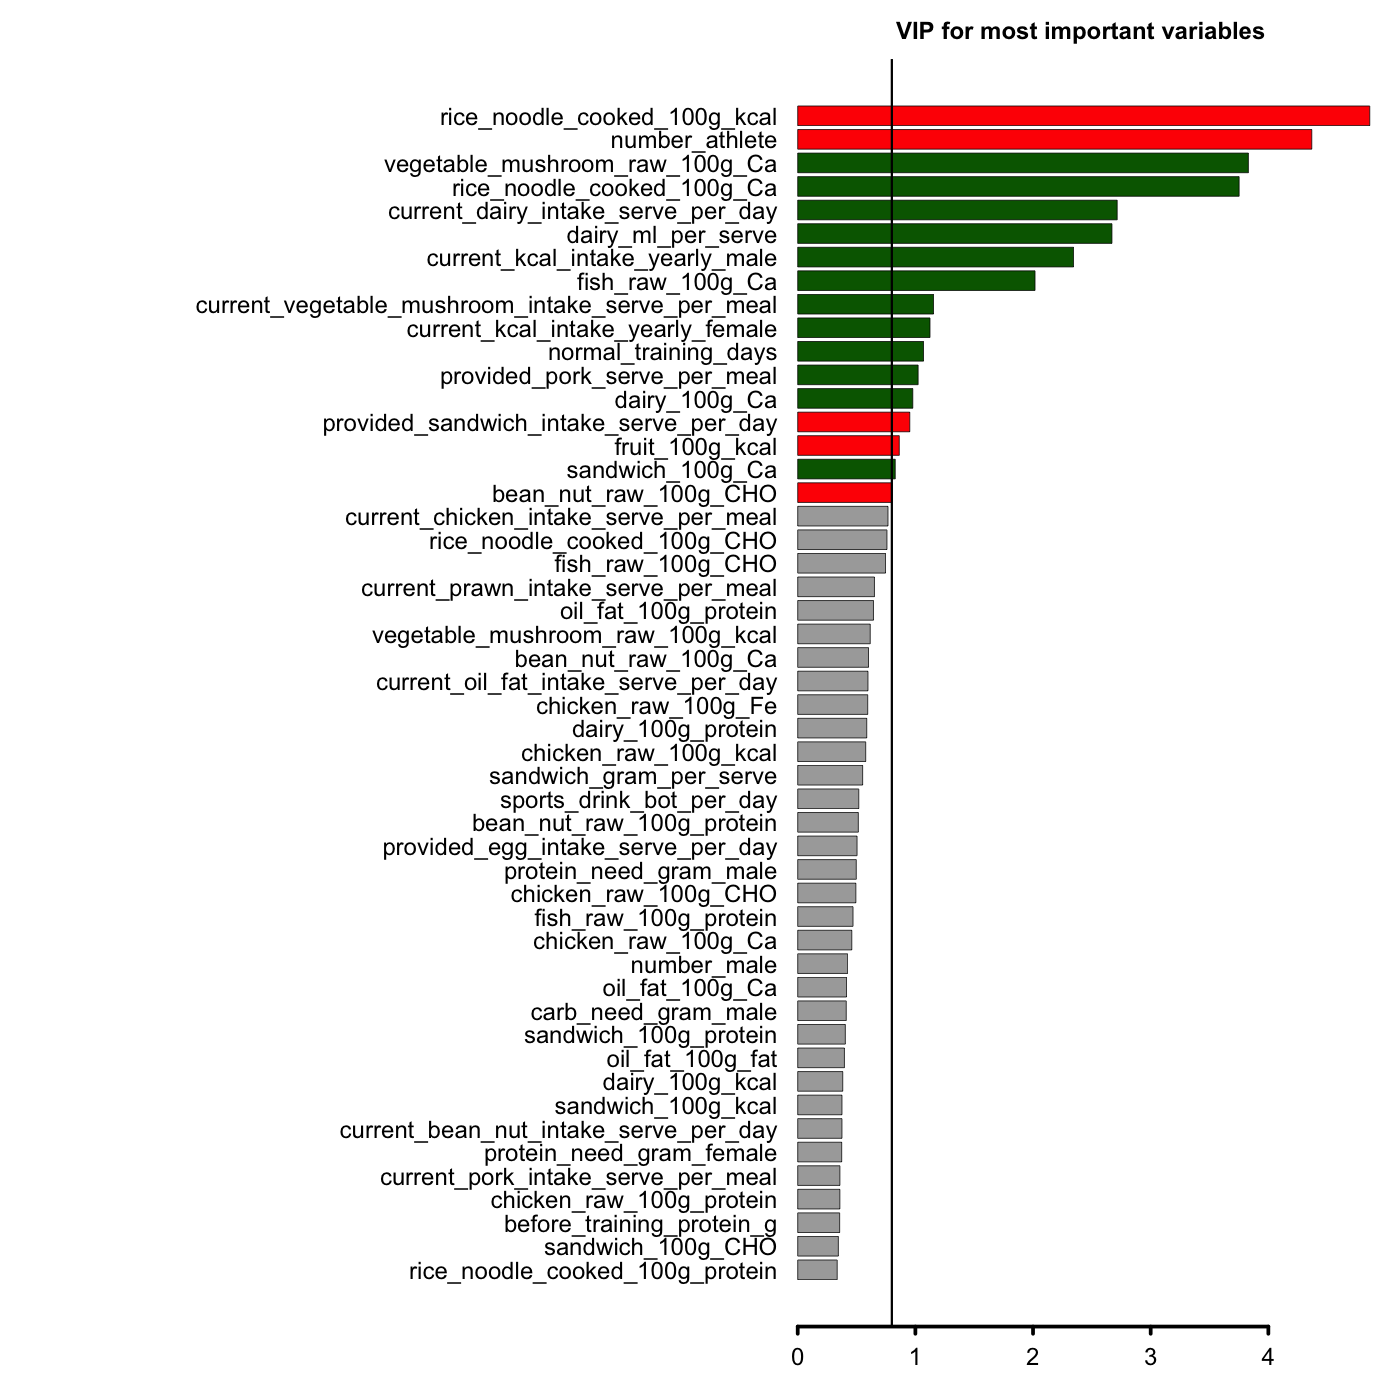 VIP for most important variables
rice_noodle_cooked_100g_kcal
number_athlete
vegetable_mushroom_raw_100g_Ca
rice_noodle_cooked_100g_Ca
current_dairy_intake_serve_per_day
dairy_ml_per_serve
current_kcal_intake_yearly_male
fish_raw_100g_Ca
current_vegetable_mushroom_intake_serve_per_meal
current_kcal_intake_yearly_female
normal_training_days
provided_pork_serve_per_meal
dairy_100g_Ca
provided_sandwich_intake_serve_per_day
fruit_100g_kcal
sandwich_100g_Ca
bean_nut_raw_100g_CHO
current_chicken_intake_serve_per_meal
rice_noodle_cooked_100g_CHO
fish_raw_100g_CHO
current_prawn_intake_serve_per_meal
oil_fat_100g_protein
vegetable_mushroom_raw_100g_kcal
bean_nut_raw_100g_Ca
current_oil_fat_intake_serve_per_day
chicken_raw_100g_Fe
dairy_100g_protein
chicken_raw_100g_kcal
sandwich_gram_per_serve
sports_drink_bot_per_day
bean_nut_raw_100g_protein
provided_egg_intake_serve_per_day
protein_need_gram_male
chicken_raw_100g_CHO
fish_raw_100g_protein
chicken_raw_100g_Ca
number_male
oil_fat_100g_Ca
carb_need_gram_male
sandwich_100g_protein
oil_fat_100g_fat
dairy_100g_kcal
sandwich_100g_kcal
current_bean_nut_intake_serve_per_day
protein_need_gram_female
current_pork_intake_serve_per_meal
chicken_raw_100g_protein
before_training_protein_g
sandwich_100g_CHO
rice_noodle_cooked_100g_protein
0 1 2 3 4